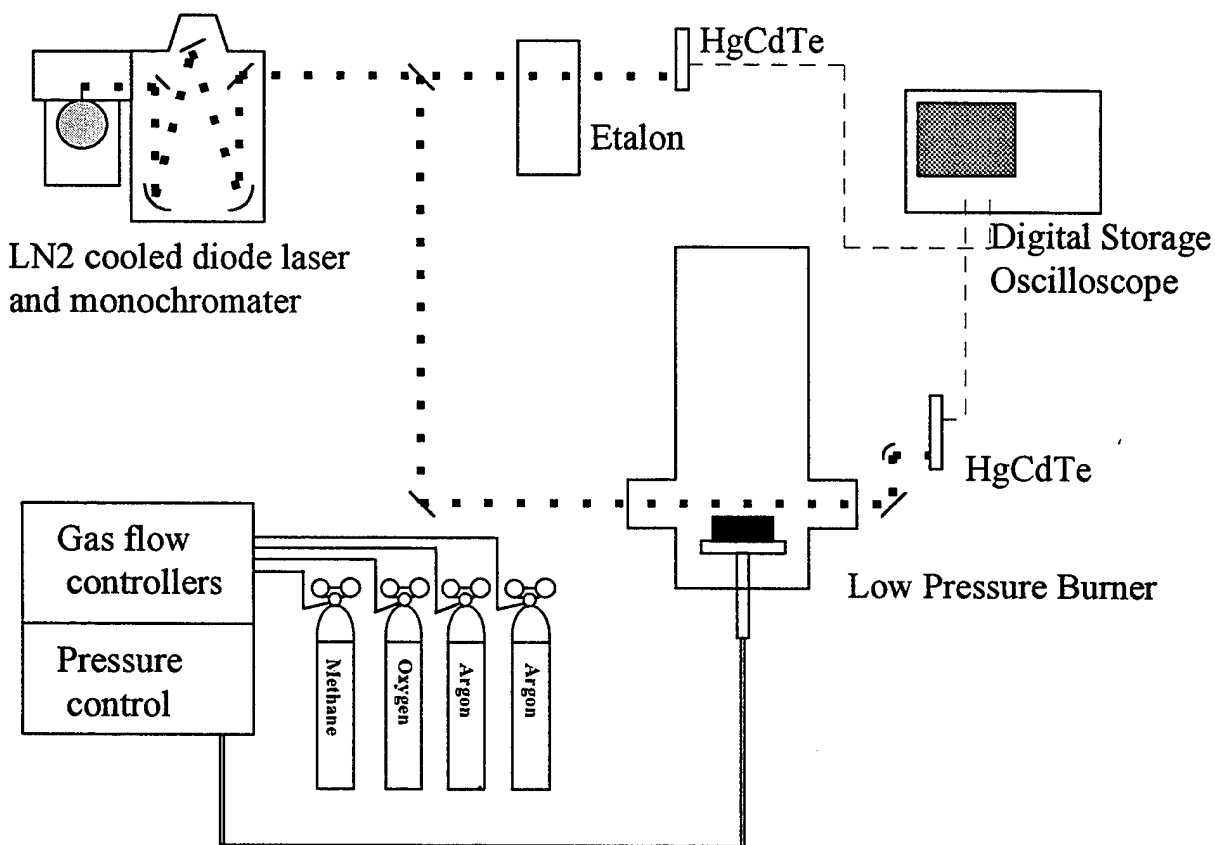 HgCdTe
Etalon
LN2 cooled diode laser
and monochromater
Digital Storage
Oscilloscope
HgCdTe
Low Pressure Burner
Gas flow
controllers
Pressure
control
Methane
Oxygen
Argon
Argon